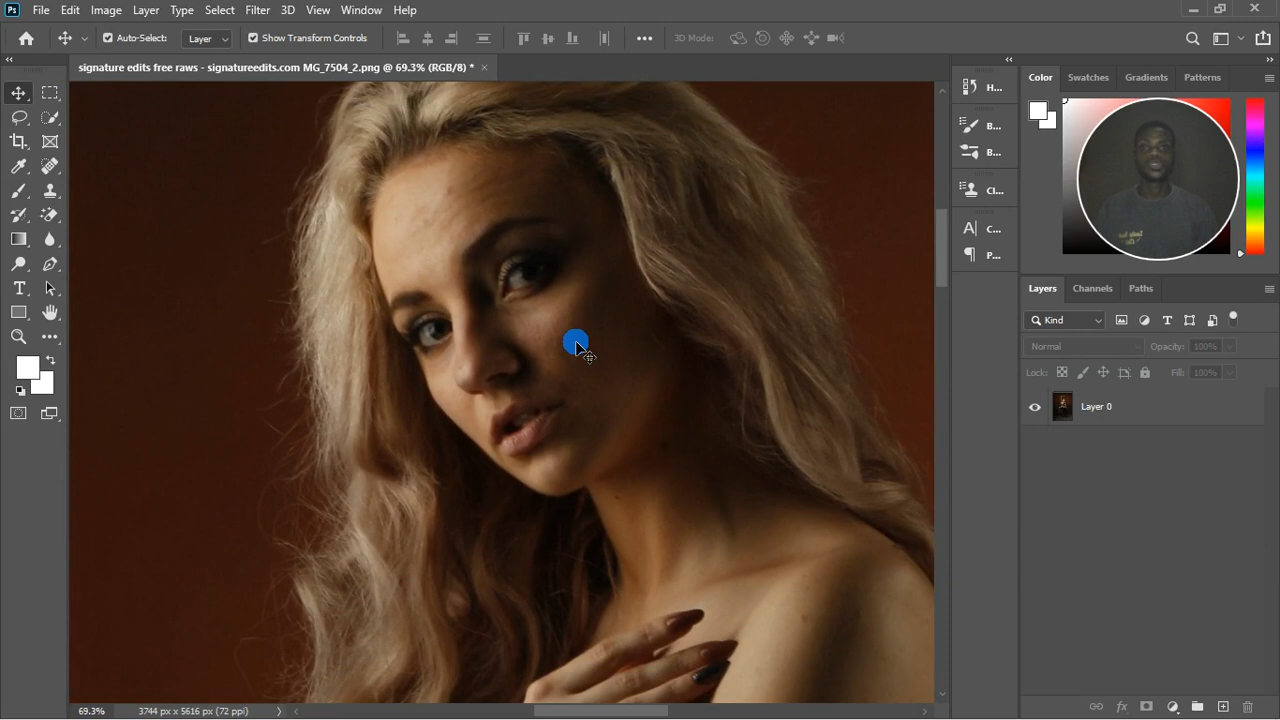 Ps File Edit Image Layer Type Select Filter 3D View Window Help
Auto-Select: Layer Show Transform Controls 3D Mode:
signature edits free raws - signatureedits.com MG_7504_2.png @ 69.3% (RGB/8) *
H...
B...
B...
Cl...
C...
P...
Color Swatches Gradients Patterns
Layers Channels Paths
Kind
Normal Opacity: 100%
Lock: Fill: 100%
Layer 0
69.3% 3744 px x 5616 px (72 ppi)